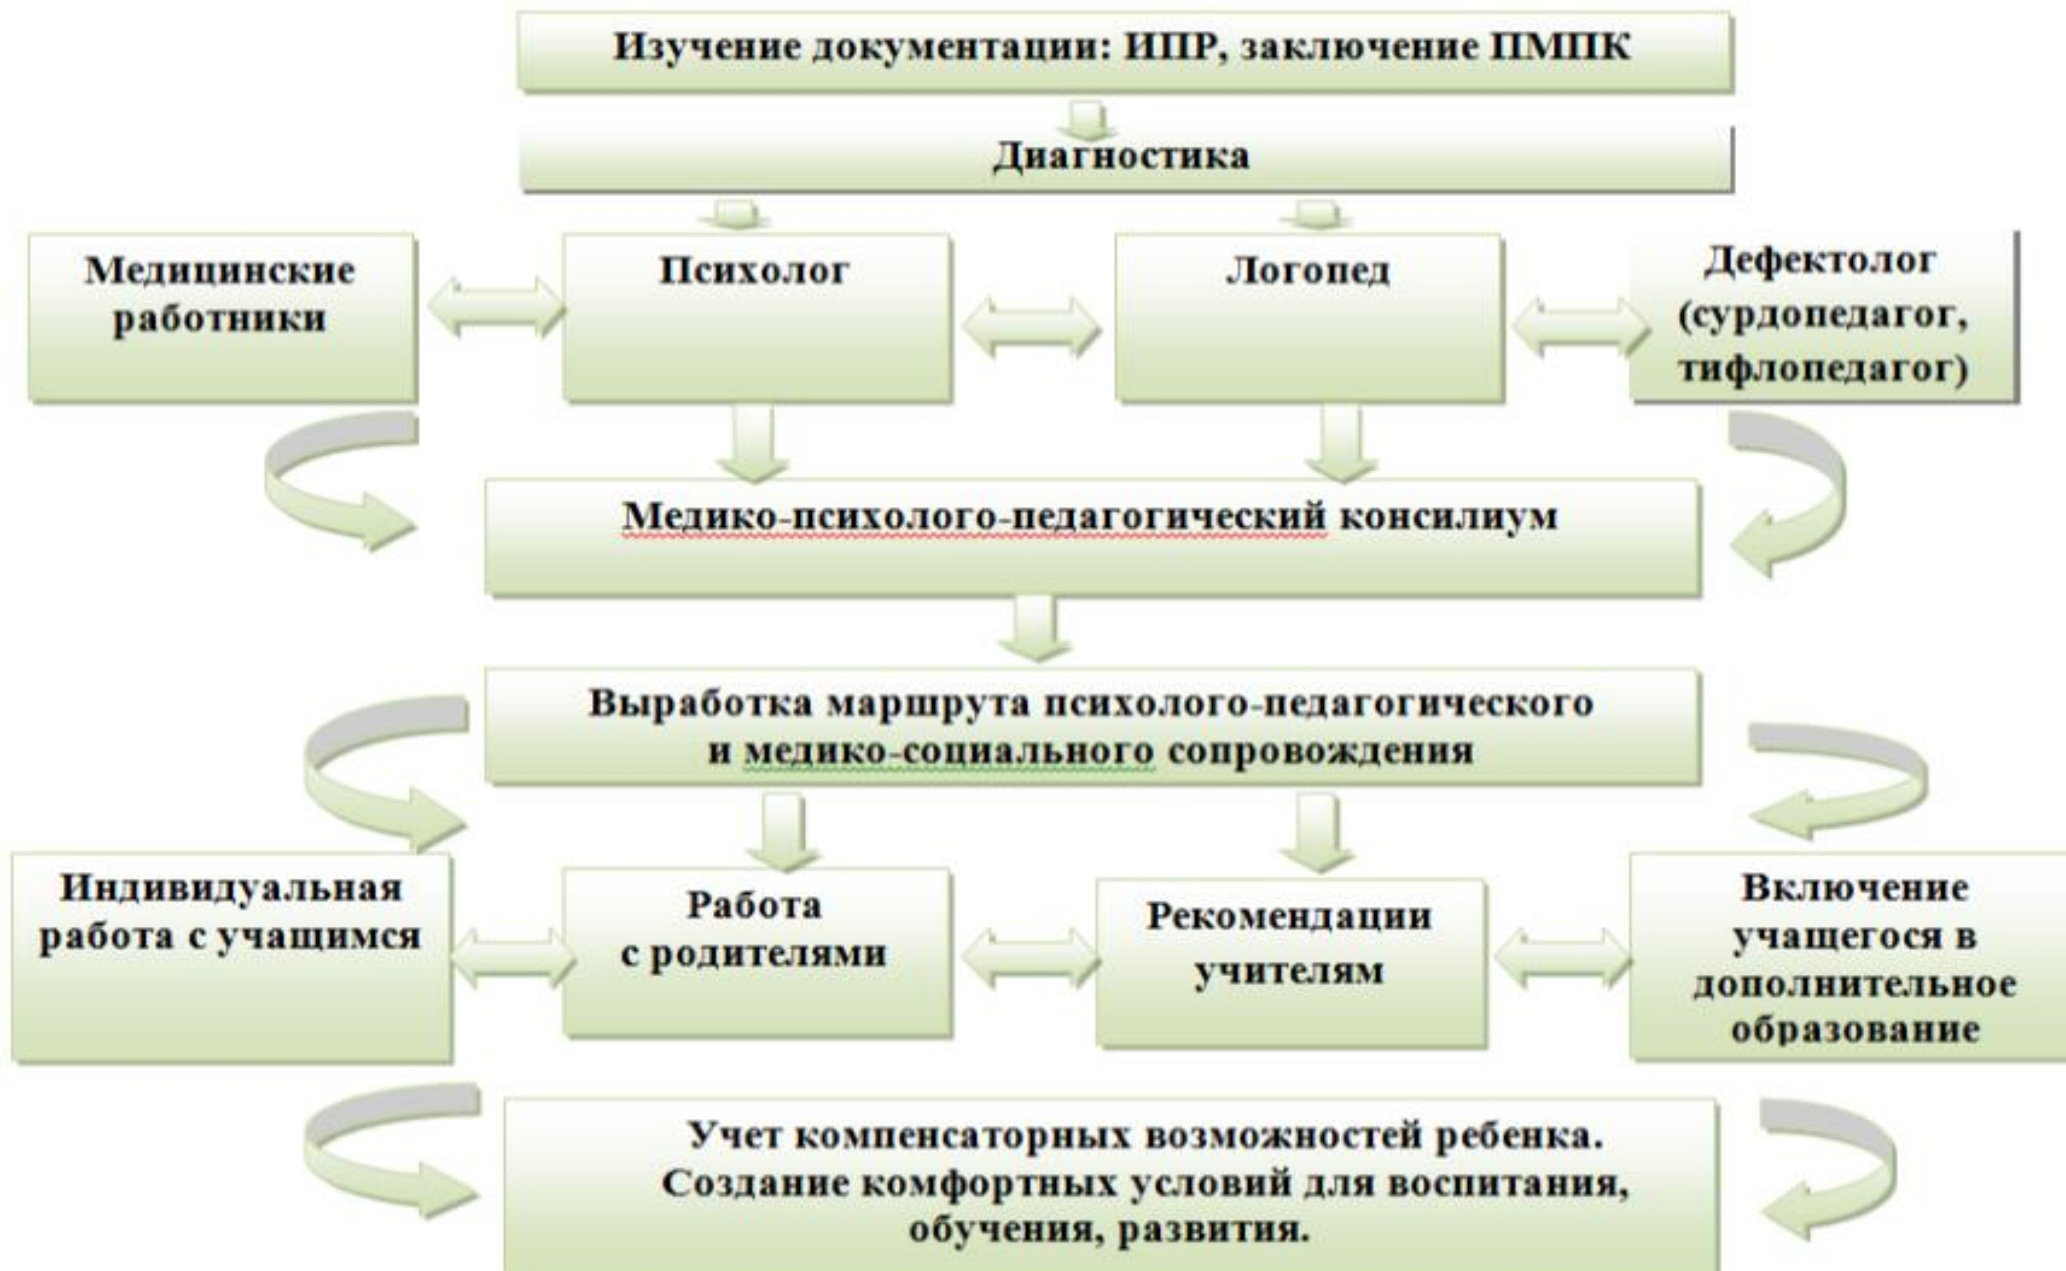 Изучение документации: ИПР, заключение ПМПК
Диагностика
Медицинские
работники
Психолог
Логопед
Дефектолог
(сурдопедагог,
тифлопедагог)
Медико-психолого-педагогический консилиум
Выработка маршрута психолого-педагогического
и медико-социального сопровождения
Индивидуальная
работа с учащимся
Работа
с родителями
Рекомендации
учителям
Включение
учащегося в
дополнительное
образование
Учет компенсаторных возможностей ребенка.
Создание комфортных условий для воспитания,
обучения, развития.